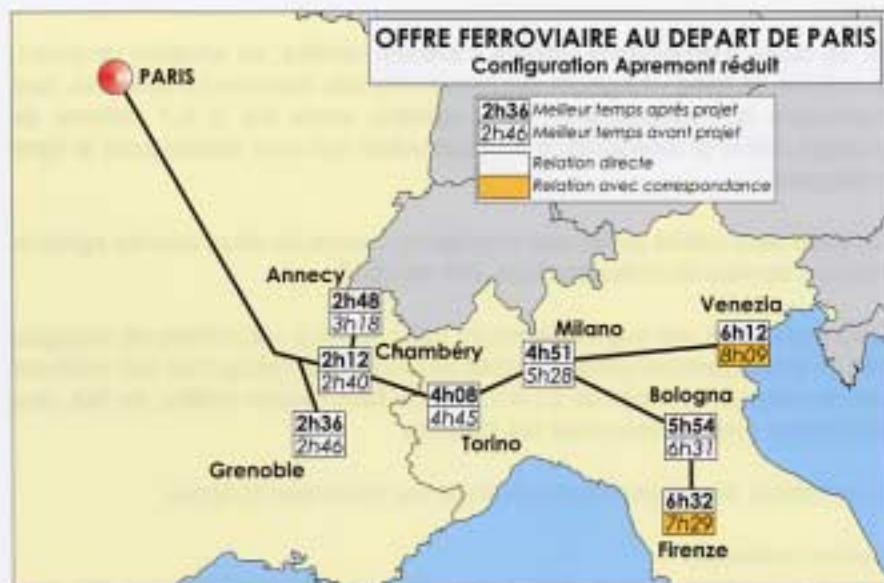 OFFRE FERROVIAIRE AU DEPART DE PARIS
Configuration Apremont réduit
PARIS
2h36 Meilleur temps après projet
2h46 Meilleur temps avant projet
Relation directe
Relation avec correspondance
Annecy
2h48
3h18
Chambéry
2h12
2h40
Grenoble
2h36
2h46
Torino
4h08
4h45
Milano
4h51
5h28
Venezia
6h12
8h09
Bologna
5h54
6h31
6h32
7h29
Firenze